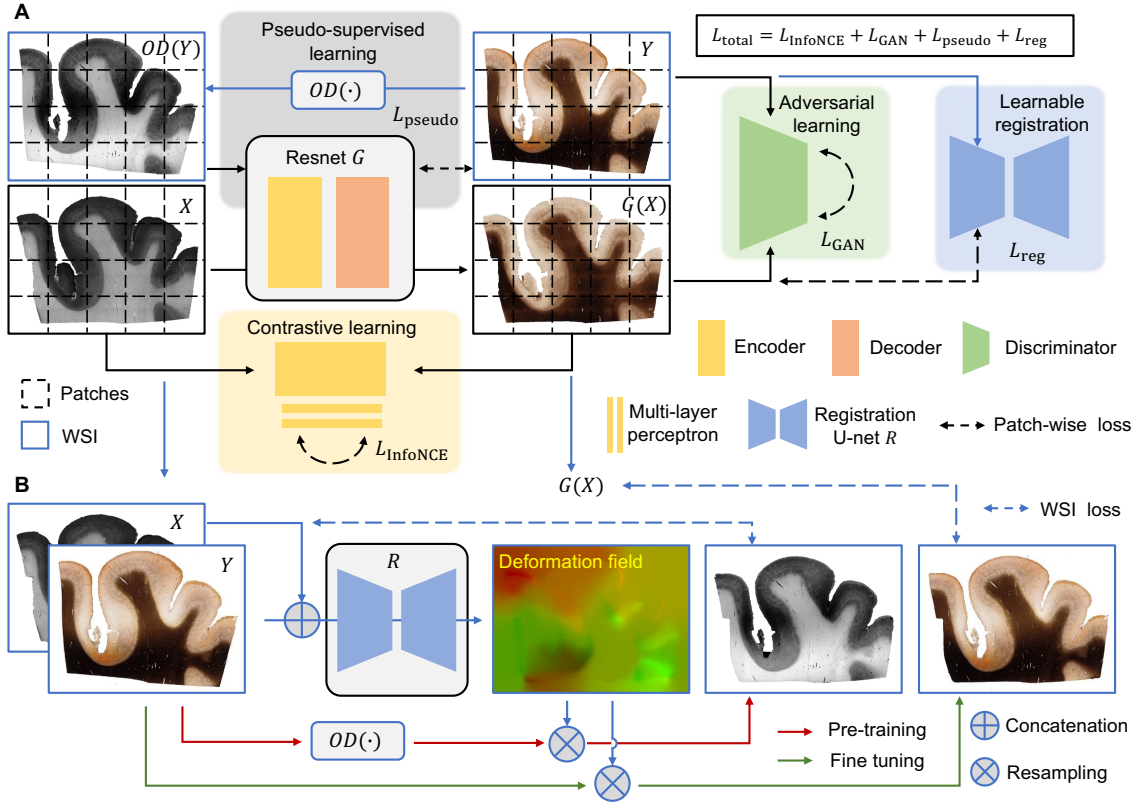 A
OD(Y)
Pseudo-supervised
learning
OD(·)
L_pseudo
Y
L_total = L_InfoNCE + L_GAN + L_pseudo + L_reg
Adversarial
learning
L_GAN
Learnable
registration
L_reg
X
Resnet G
G(X)
Contrastive learning
L_InfoNCE
Patches
WSI
Encoder
Decoder
Discriminator
Multi-layer
perceptron
Registration
U-net R
Patch-wise loss
B
X
Y
R
Deformation field
G(X)
WSI loss
OD(·)
Pre-training
Fine tuning
Concatenation
Resampling